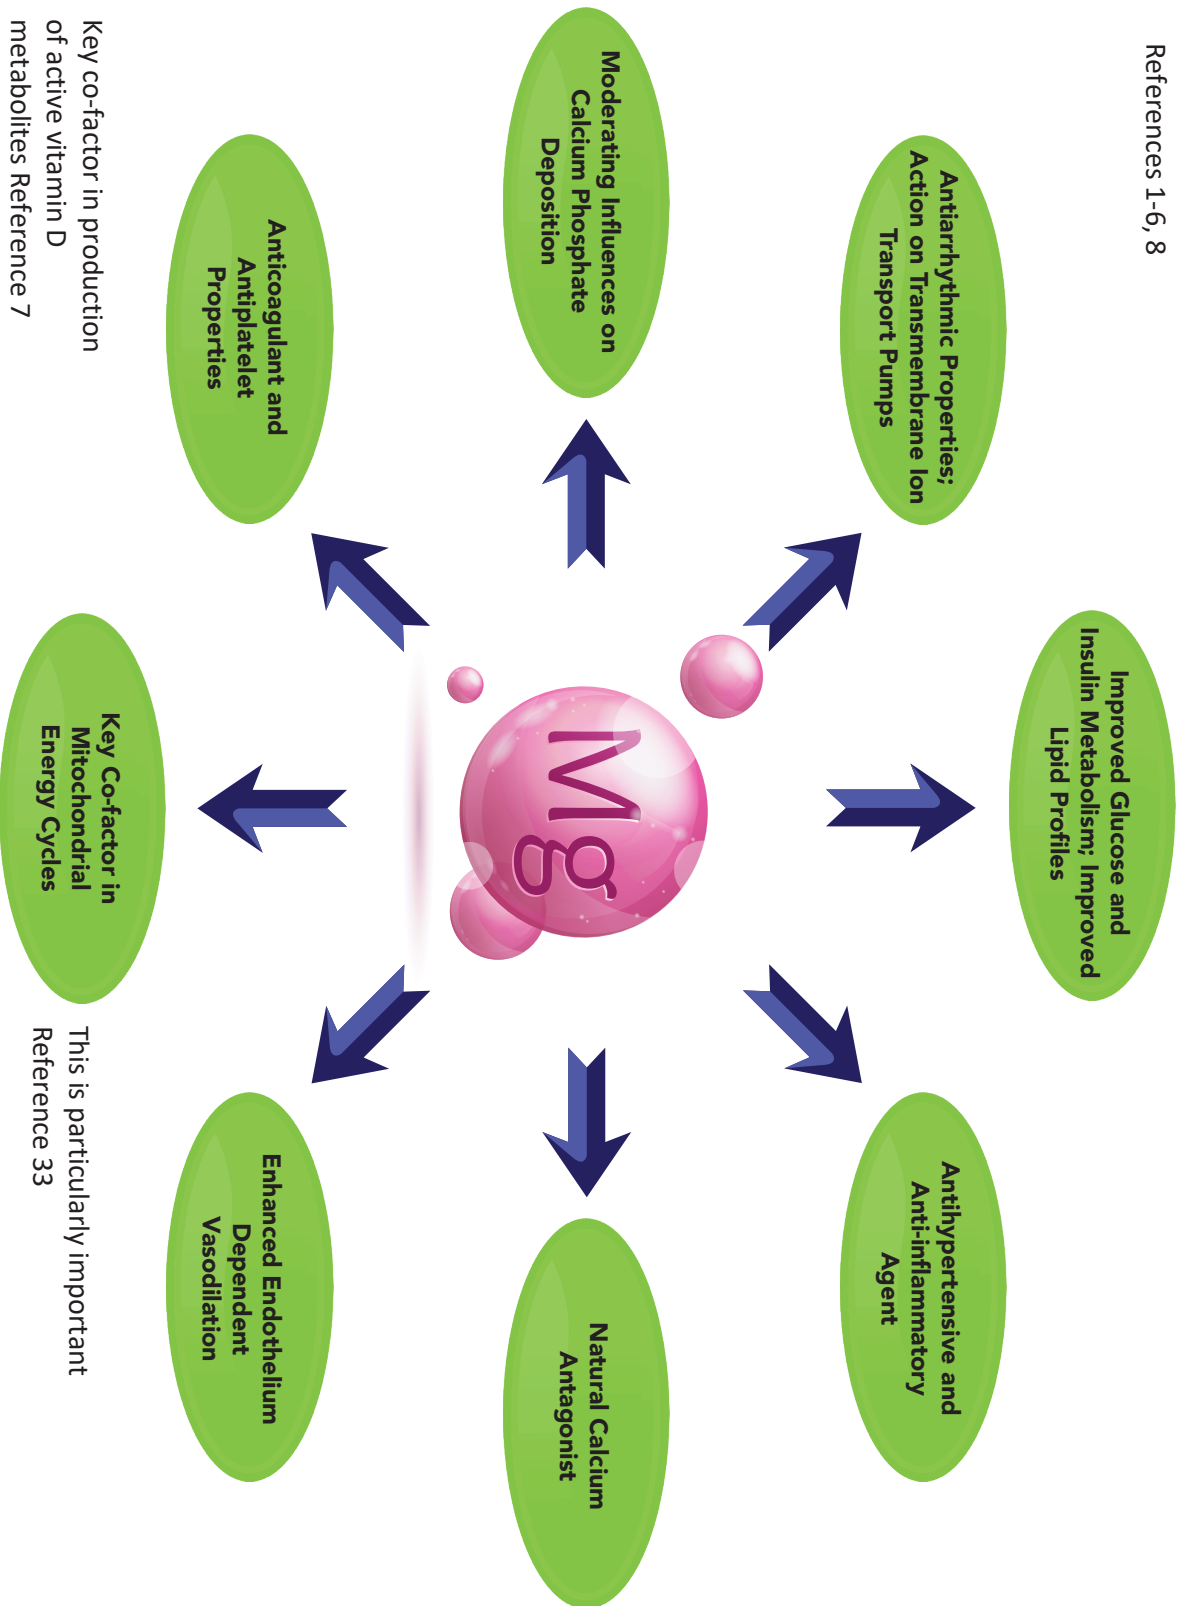 References 1-6, 8
Improved Glucose and
Insulin Metabolism; Improved
Lipid Profiles
Antiarrhythmic Properties;
Action on Transmembrane Ion
Transport Pumps
Antihypertensive and
Anti-inflammatory
Agent
Moderating Influences on
Calcium Phosphate
Deposition
Mg
Natural Calcium
Antagonist
Anticoagulant and
Antiplatelet
Properties
Enhanced Endothelium
Dependent
Vasodilation
Key Co-factor in
Mitochondrial
Energy Cycles
Key co-factor in production
of active vitamin D
metabolites Reference 7
This is particularly important
Reference 33